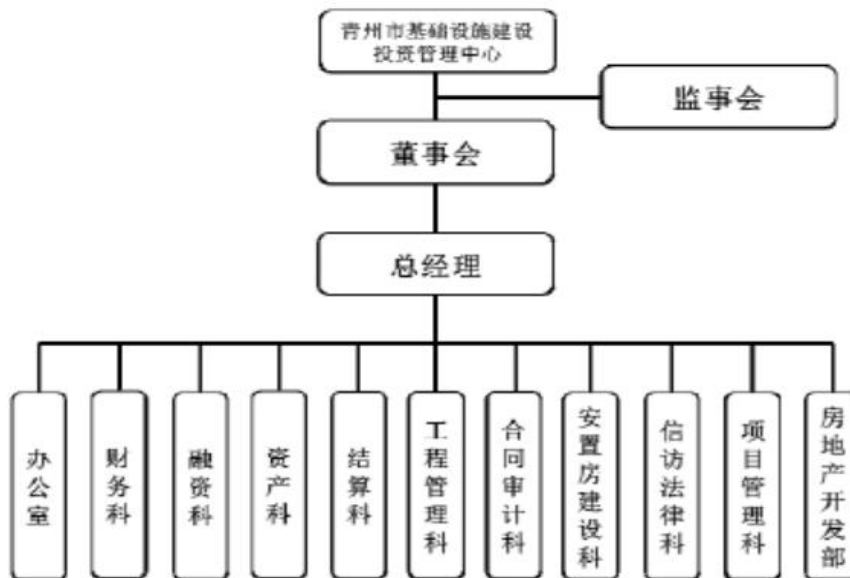 青州市基础设施建设
投资管理中心
监事会
董事会
总经理
办公室
财务科
融资科
资产科
结算科
工程管理科
合同审计科
安置房建设科
信访法律科
项目管理科
房地产开发部